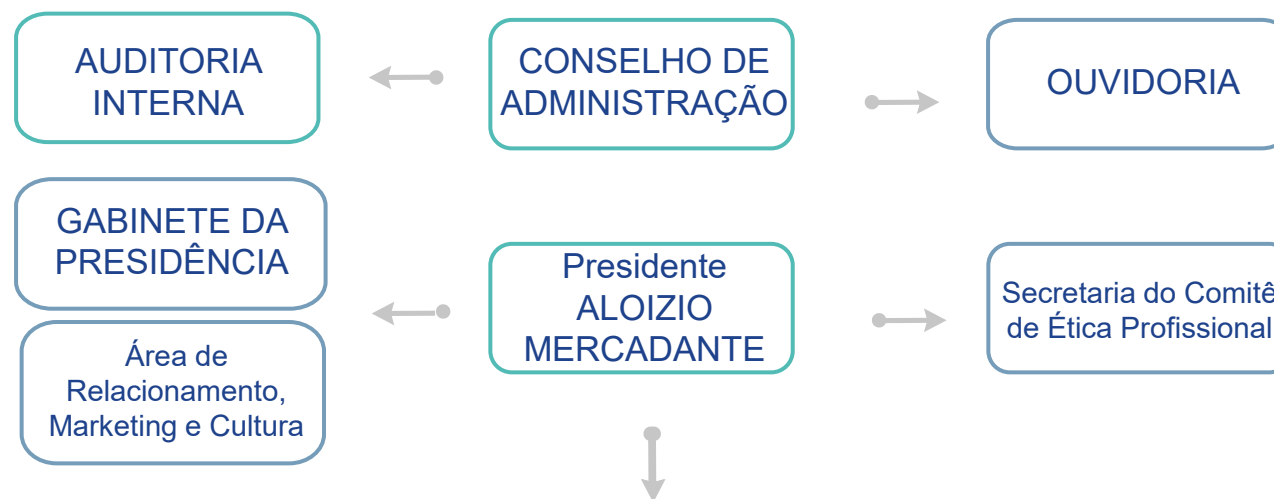 AUDITORIA
INTERNA
CONSELHO DE
ADMINISTRAÇÃO
OUVIDORIA
GABINETE DA
PRESIDÊNCIA
Área de
Relacionamento,
Marketing e Cultura
Presidente
ALOIZIO
MERCADANTE
Secretaria do Comitê
de Ética Profissional